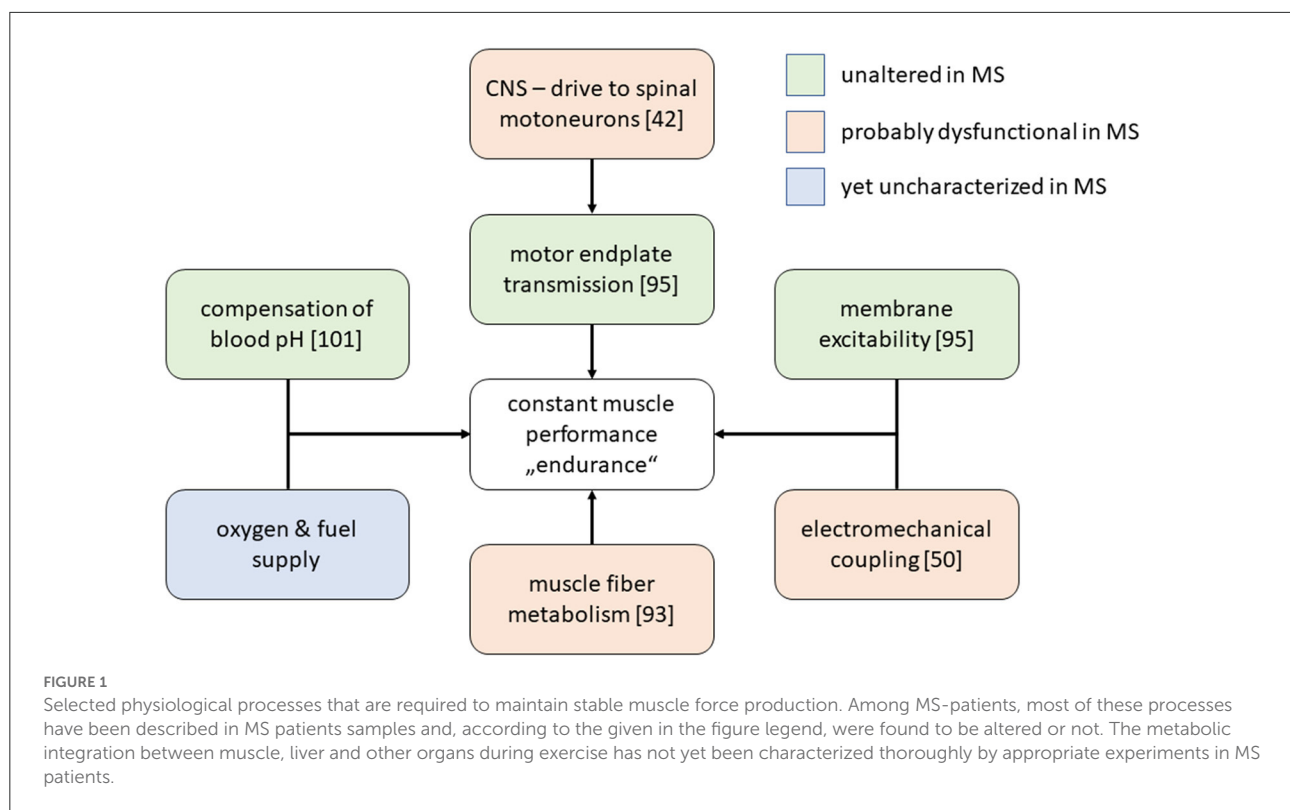 CNS – drive to spinal
motoneurons [42]
unaltered in MS
probably dysfunctional in MS
yet uncharacterized in MS
motor endplate
transmission [95]
compensation of
blood pH [101]
membrane
excitability [95]
constant muscle
performance
„endurance“
oxygen & fuel
supply
electromechanical
coupling [50]
muscle fiber
metabolism [93]
FIGURE 1
Selected physiological processes that are required to maintain stable muscle force production. Among MS-patients, most of these processes
have been described in MS patients samples and, according to the given in the figure legend, were found to be altered or not. The metabolic
integration between muscle, liver and other organs during exercise has not yet been characterized thoroughly by appropriate experiments in MS
patients.